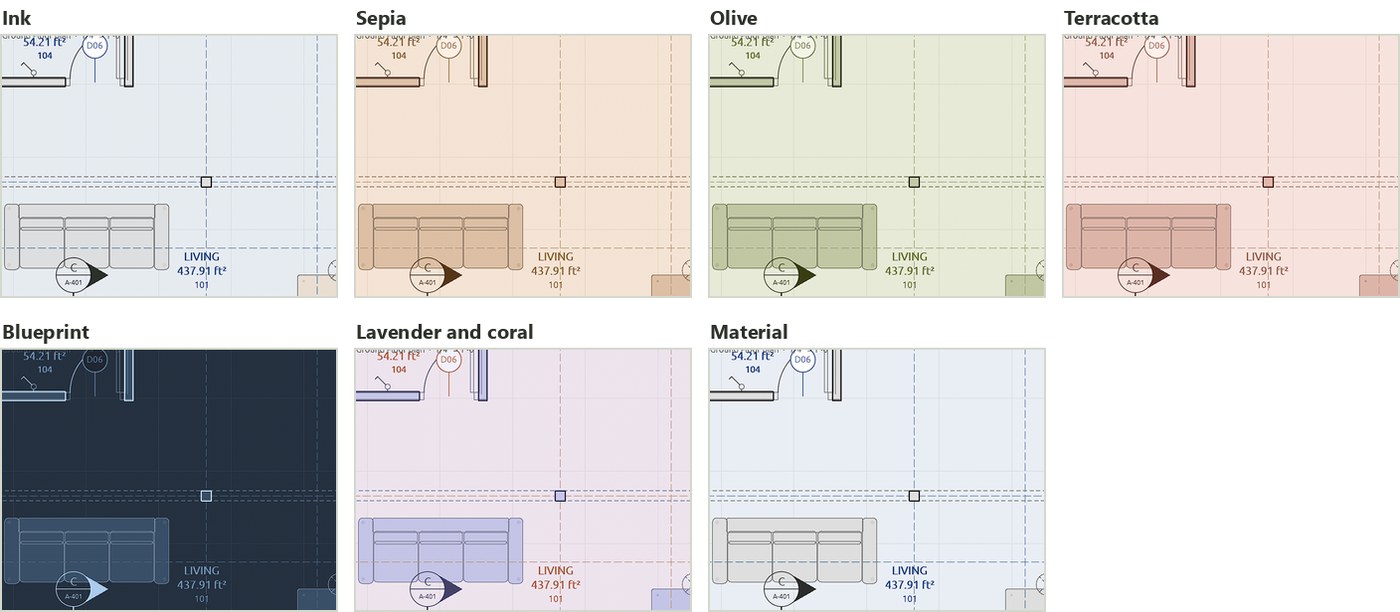 Ink
54.21 ft²
104
D06
LIVING
437.91 ft²
101
C
A-401
Sepia
54.21 ft²
104
D06
LIVING
437.91 ft²
101
C
A-401
Olive
54.21 ft²
104
D06
LIVING
437.91 ft²
101
C
A-401
Terracotta
54.21 ft²
104
D06
LIVING
437.91 ft²
101
C
A-401
Blueprint
54.21 ft²
104
D06
LIVING
437.91 ft²
101
C
A-401
Lavender and coral
54.21 ft²
104
D06
LIVING
437.91 ft²
101
C
A-401
Material
54.21 ft²
104
D06
LIVING
437.91 ft²
101
C
A-401